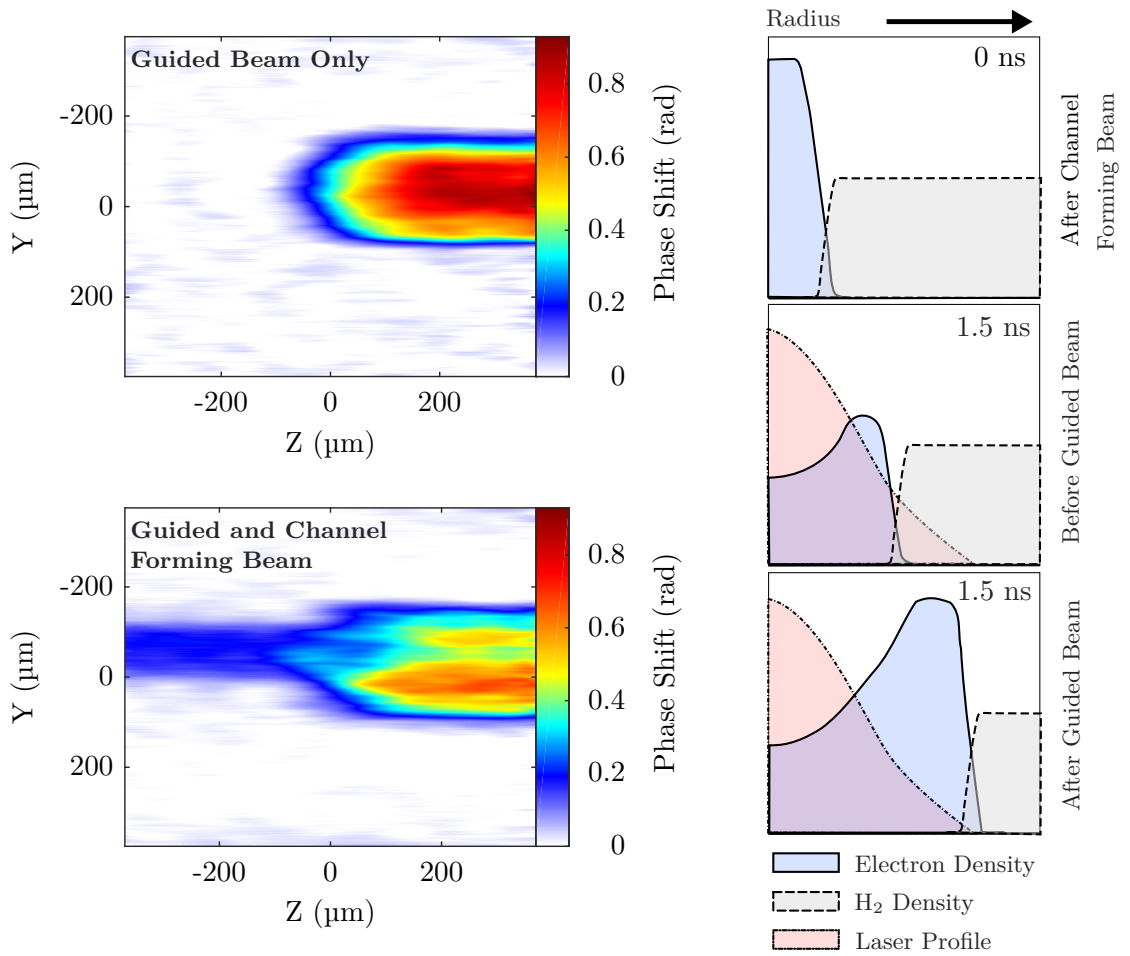 Guided Beam Only
-200
0
200
Y (µm)
-200
0
200
Z (µm)
0.8
0.6
0.4
0.2
0
Phase Shift (rad)
Guided and Channel
Forming Beam
-200
0
200
Y (µm)
-200
0
200
Z (µm)
0.8
0.6
0.4
0.2
0
Phase Shift (rad)
Radius
0 ns
After Channel
Forming Beam
1.5 ns
Before Guided Beam
1.5 ns
After Guided Beam
Electron Density
H₂ Density
Laser Profile